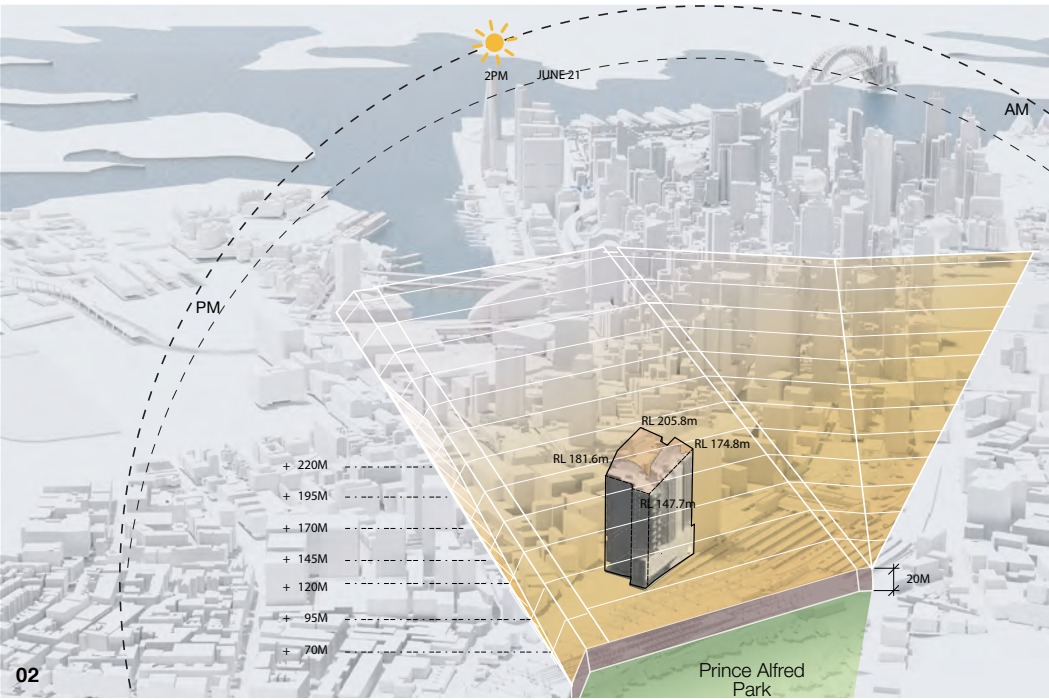 2PM
JUNE 21
AM
PM
RL 205.8m
RL 174.8m
RL 181.6m
RL 147.7m
+ 220M
+ 195M
+ 170M
+ 145M
+ 120M
+ 95M
+ 70M
20M
Prince Alfred
Park
02